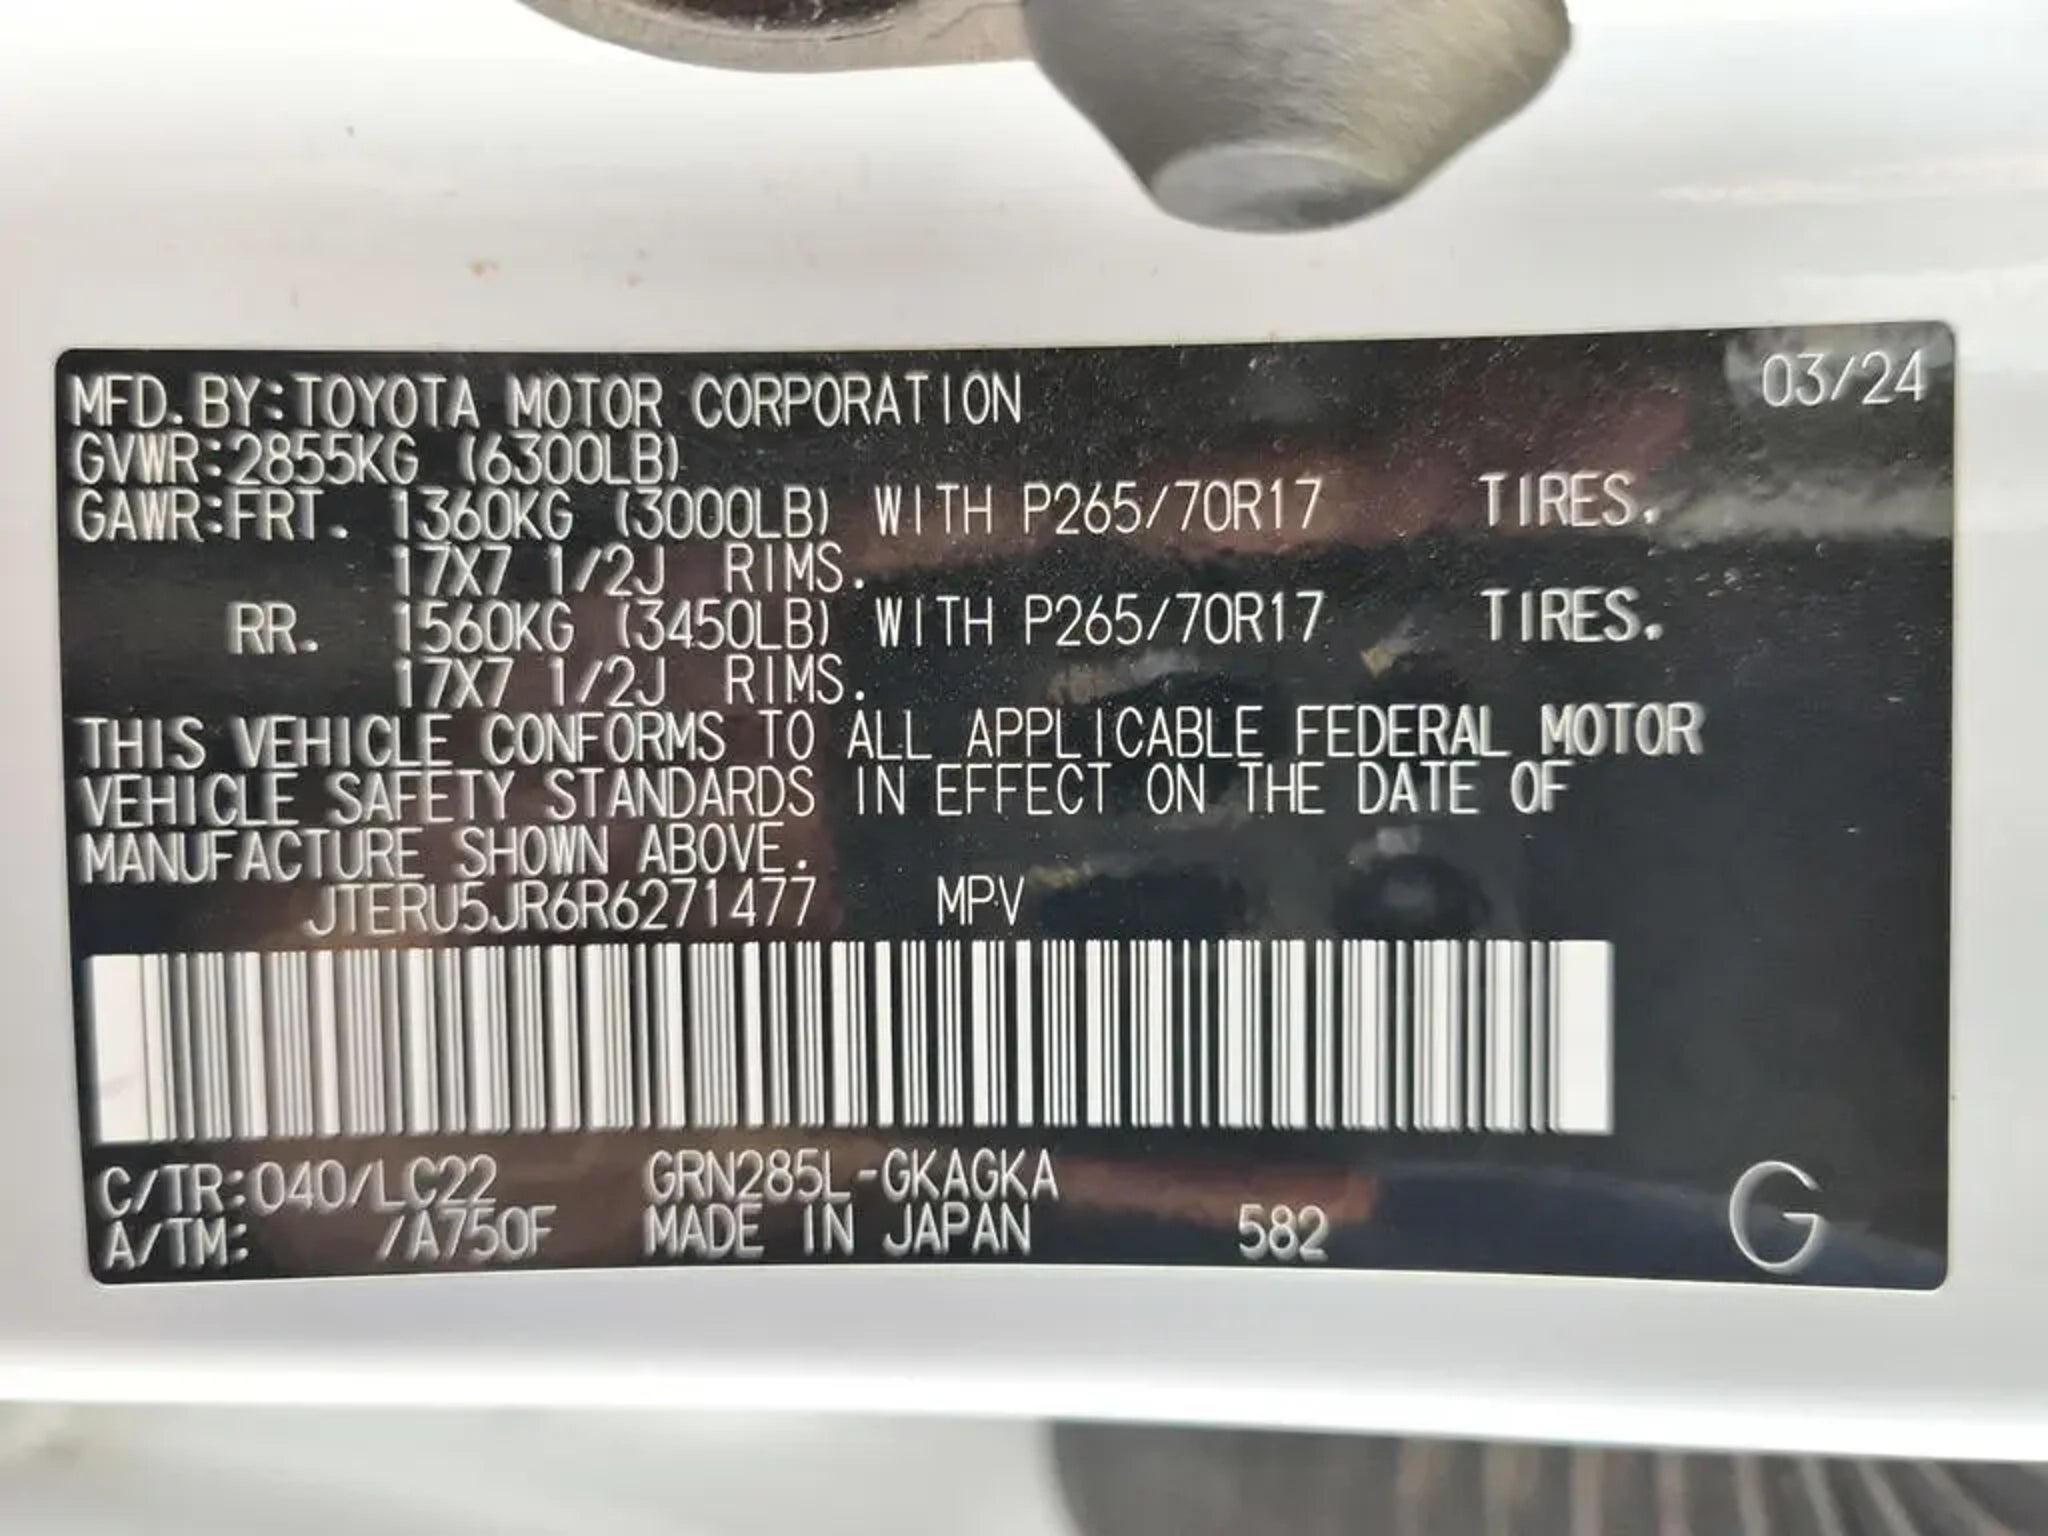 MFD. BY:TOYOTA MOTOR CORPORATION 03/24
GVWR:2855KG (6300LB)
GAWR:FRT. 1360KG (3000LB) WITH P265/70R17 TIRES.
17X7 1/2J RIMS.
RR. 1560KG (3450LB) WITH P265/70R17 TIRES.
17X7 1/2J RIMS.
THIS VEHICLE CONFORMS TO ALL APPLICABLE FEDERAL MOTOR
VEHICLE SAFETY STANDARDS IN EFFECT ON THE DATE OF
MANUFACTURE SHOWN ABOVE.
JTERU5JR6R6271477 MPV
C/TR:040/LC22 GRN285L-GKAGKA
A/TM: /A750F MADE IN JAPAN 582 G